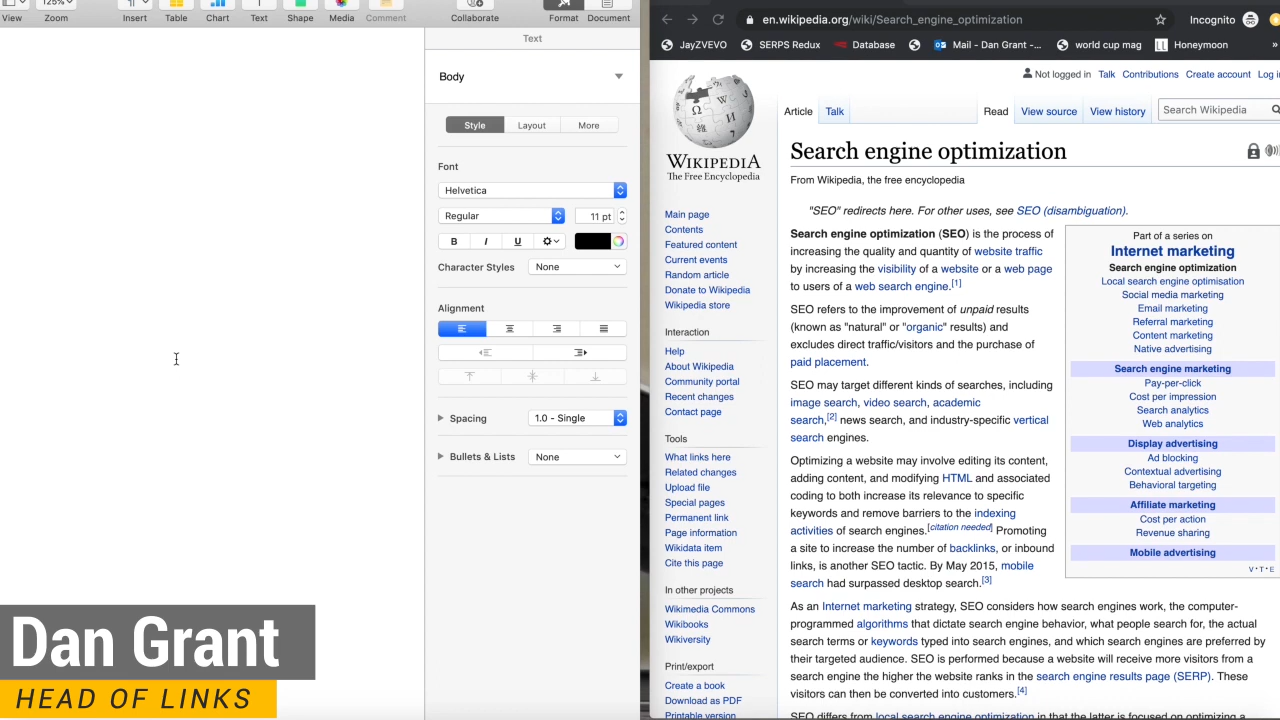 View
125%
Zoom
Insert
Table
Chart
Text
Shape
Media
Comment
Collaborate
Format
Document
Text
Body
Style
Layout
More
Font
Helvetica
Regular
11 pt
B I U
Character Styles
None
Alignment
Spacing
1.0 - Single
Bullets & Lists
None
Dan Grant
HEAD OF LINKS
en.wikipedia.org/wiki/Search_engine_optimization
Incognito
JayZVEVO
SERPS Redux
Database
Mail - Dan Grant -...
world cup mag
LL Honeymoon
»
Not logged in Talk Contributions Create account Log i
Article Talk
Read View source View history
Search Wikipedia
WIKIPEDIA
The Free Encyclopedia
Main page
Contents
Featured content
Current events
Random article
Donate to Wikipedia
Wikipedia store
Interaction
Help
About Wikipedia
Community portal
Recent changes
Contact page
Tools
What links here
Related changes
Upload file
Special pages
Permanent link
Page information
Wikidata item
Cite this page
In other projects
Wikimedia Commons
Wikibooks
Wikiversity
Print/export
Create a book
Download as PDF
Printable version
Search engine optimization
From Wikipedia, the free encyclopedia
"SEO" redirects here. For other uses, see SEO (disambiguation).
Search engine optimization (SEO) is the process of
increasing the quality and quantity of website traffic
by increasing the visibility of a website or a web page
to users of a web search engine.[1]
SEO refers to the improvement of unpaid results
(known as "natural" or "organic" results) and
excludes direct traffic/visitors and the purchase of
paid placement.
SEO may target different kinds of searches, including
image search, video search, academic
search,[2] news search, and industry-specific vertical
search engines.
Optimizing a website may involve editing its content,
adding content, and modifying HTML and associated
coding to both increase its relevance to specific
keywords and remove barriers to the indexing
activities of search engines.[citation needed] Promoting
a site to increase the number of backlinks, or inbound
links, is another SEO tactic. By May 2015, mobile
search had surpassed desktop search.[3]
As an Internet marketing strategy, SEO considers how search engines work, the computer-
programmed algorithms that dictate search engine behavior, what people search for, the actual
search terms or keywords typed into search engines, and which search engines are preferred by
their targeted audience. SEO is performed because a website will receive more visitors from a
search engine the higher the website ranks in the search engine results page (SERP). These
visitors can then be converted into customers.[4]
SEO differs from local search engine optimization in that the latter is focused on optimizing a
Part of a series on
Internet marketing
Search engine optimization
Local search engine optimisation
Social media marketing
Email marketing
Referral marketing
Content marketing
Native advertising
Search engine marketing
Pay-per-click
Cost per impression
Search analytics
Web analytics
Display advertising
Ad blocking
Contextual advertising
Behavioral targeting
Affiliate marketing
Cost per action
Revenue sharing
Mobile advertising
V·T·E